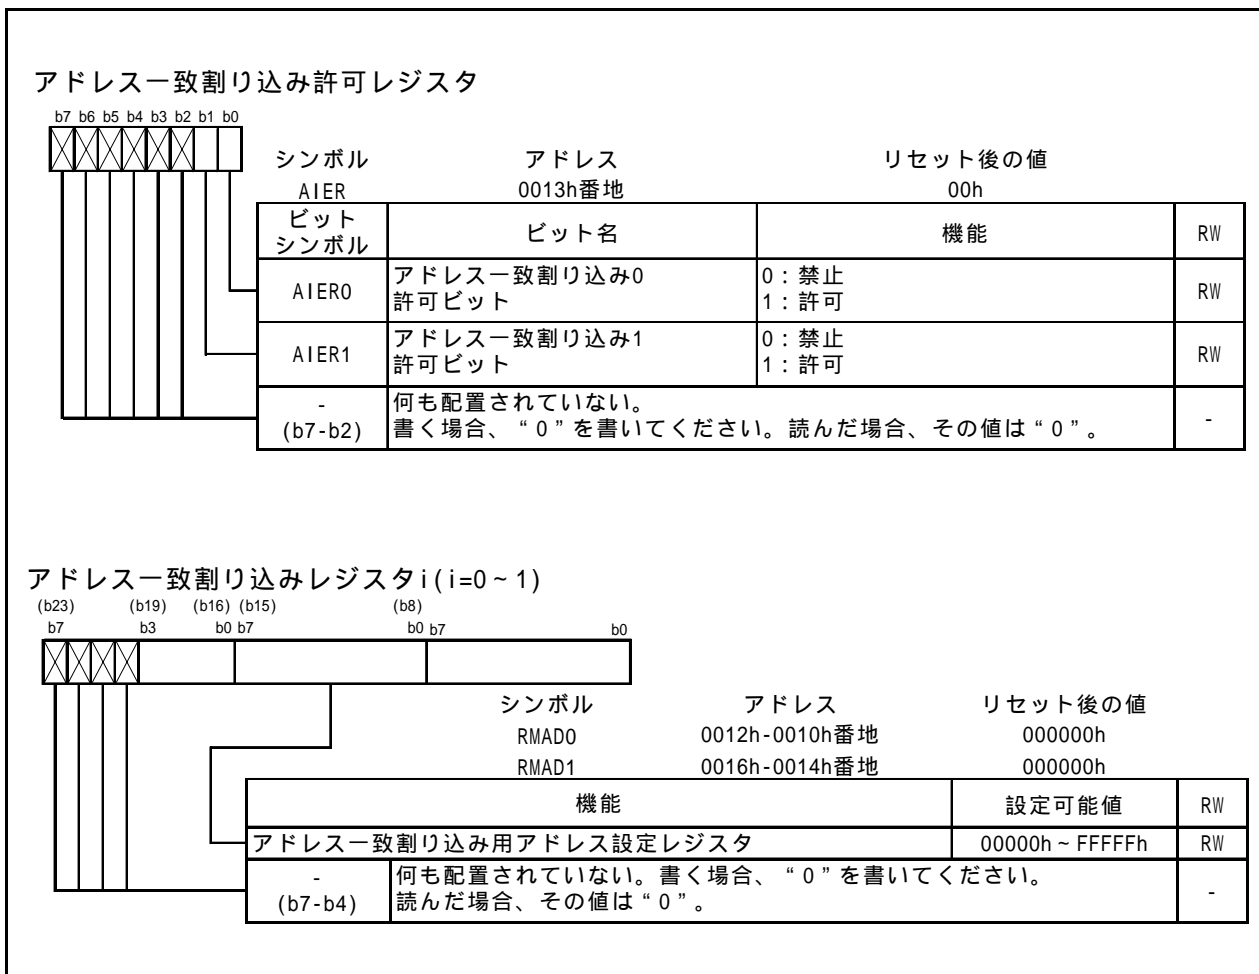 アドレス一致割り込み許可レジスタ
b7 b6 b5 b4 b3 b2 b1 b0
シンボル アドレス リセット後の値
AIER 0013h番地 00h
ビット
シンボル ビット名 機能 RW
AIER0 アドレス一致割り込み0
許可ビット 0：禁止
1：許可 RW
AIER1 アドレス一致割り込み1
許可ビット 0：禁止
1：許可 RW
-
(b7-b2) 何も配置されていない。
書く場合、“0”を書いてください。読んだ場合、その値は“0”。 -
アドレス一致割り込みレジスタi(i=0~1)
(b23) (b19) (b16) (b15) (b8)
b7 b3 b0 b7 b0 b7 b0
シンボル アドレス リセット後の値
RMAD0 0012h-0010h番地 000000h
RMAD1 0016h-0014h番地 000000h
機能 設定可能値 RW
アドレス一致割り込み用アドレス設定レジスタ 00000h~FFFFFh RW
-
(b7-b4) 何も配置されていない。書く場合、“0”を書いてください。
読んだ場合、その値は“0”。 -